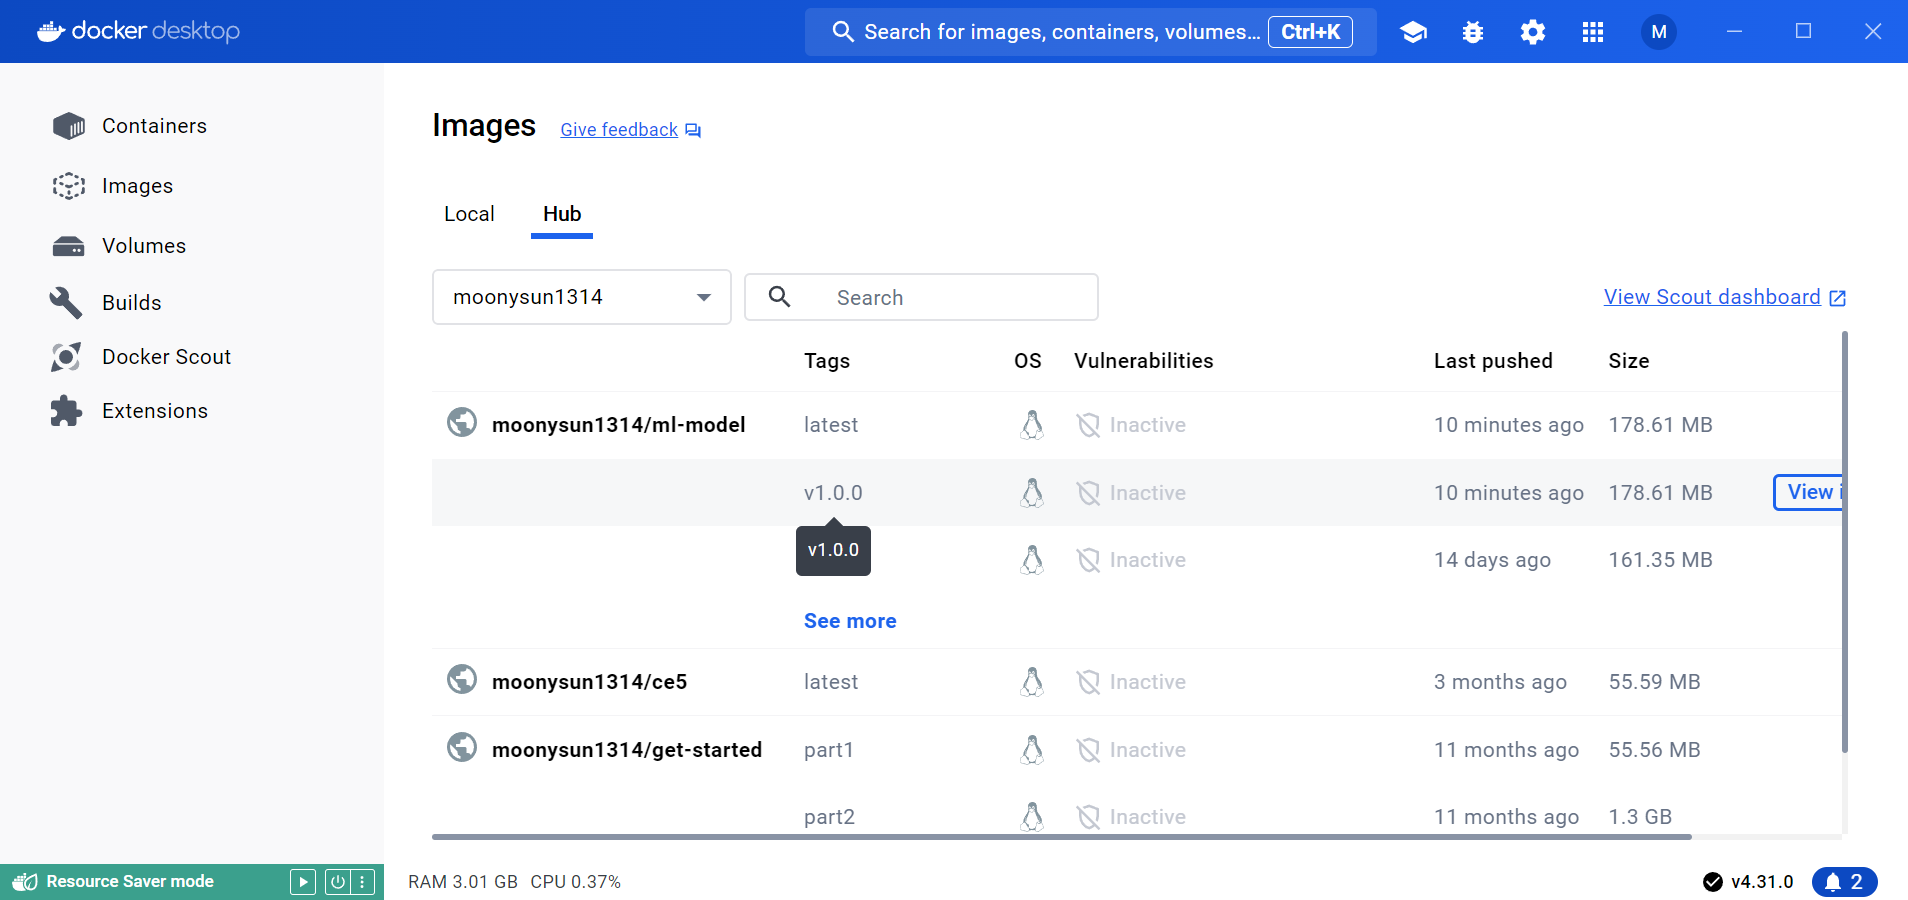 docker desktop
Search for images, containers, volumes... Ctrl+K
M
Containers
Images
Volumes
Builds
Docker Scout
Extensions
Images Give feedback
Local Hub
moonysun1314 Search View Scout dashboard
Tags OS Vulnerabilities Last pushed Size
moonysun1314/ml-model latest Inactive 10 minutes ago 178.61 MB
v1.0.0 Inactive 10 minutes ago 178.61 MB View i
v1.0.0
Inactive 14 days ago 161.35 MB
See more
moonysun1314/ce5 latest Inactive 3 months ago 55.59 MB
moonysun1314/get-started part1 Inactive 11 months ago 55.56 MB
part2 Inactive 11 months ago 1.3 GB
Resource Saver mode RAM 3.01 GB CPU 0.37% v4.31.0 2